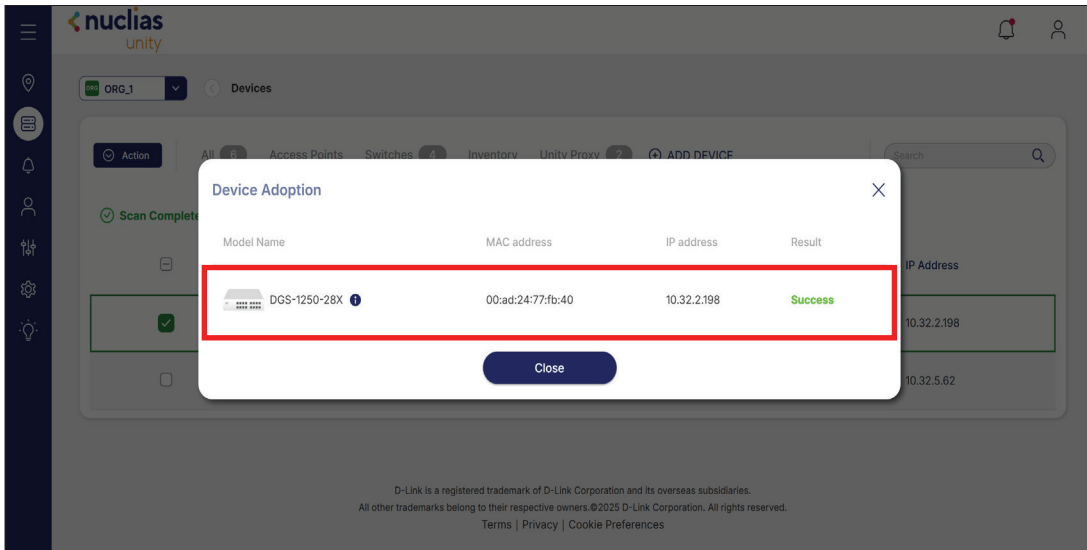 nuclias
unity
ORG ORG_1
Devices
Action
All 6 Access Points Switches 4 Inventory Unity Proxy 2 ADD DEVICE
Search
Scan Complete
IP Address
10.32.2.198
10.32.5.62
Device Adoption
Model Name MAC address IP address Result
DGS-1250-28X 00:ad:24:77:fb:40 10.32.2.198 Success
Close
D-Link is a registered trademark of D-Link Corporation and its overseas subsidiaries.
All other trademarks belong to their respective owners.©2025 D-Link Corporation. All rights reserved.
Terms | Privacy | Cookie Preferences